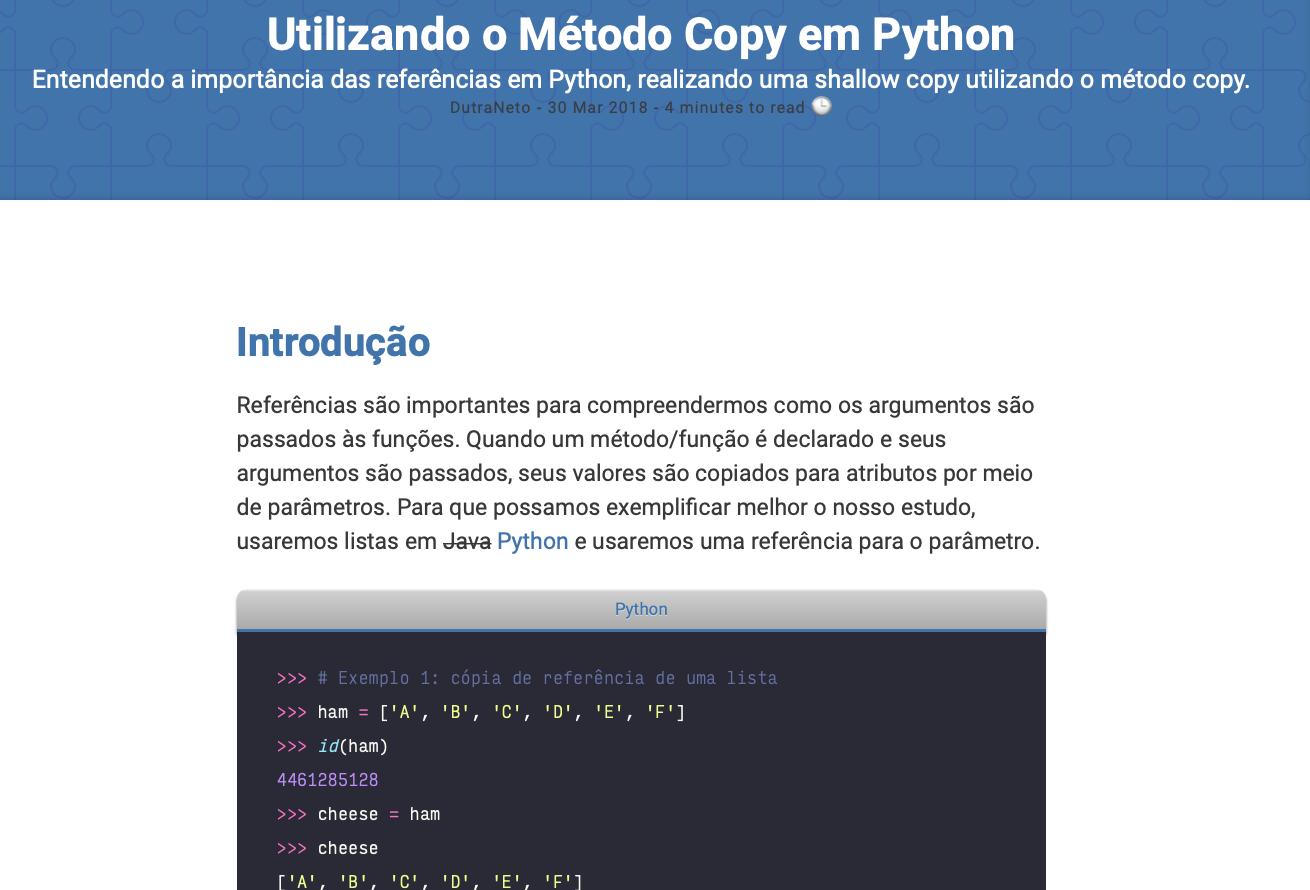 Utilizando o Método Copy em Python
Entendendo a importância das referências em Python, realizando uma shallow copy utilizando o método copy.
DutraNeto - 30 Mar 2018 - 4 minutes to read 🕒
Introdução
Referências são importantes para compreendermos como os argumentos são
passados às funções. Quando um método/função é declarado e seus
argumentos são passados, seus valores são copiados para atributos por meio
de parâmetros. Para que possamos exemplificar melhor o nosso estudo,
usaremos listas em Java Python e usaremos uma referência para o parâmetro.
Python
>>> # Exemplo 1: cópia de referência de uma lista
>>> ham = ['A', 'B', 'C', 'D', 'E', 'F']
>>> id(ham)
4461285128
>>> cheese = ham
>>> cheese
['A', 'B', 'C', 'D', 'E', 'F']